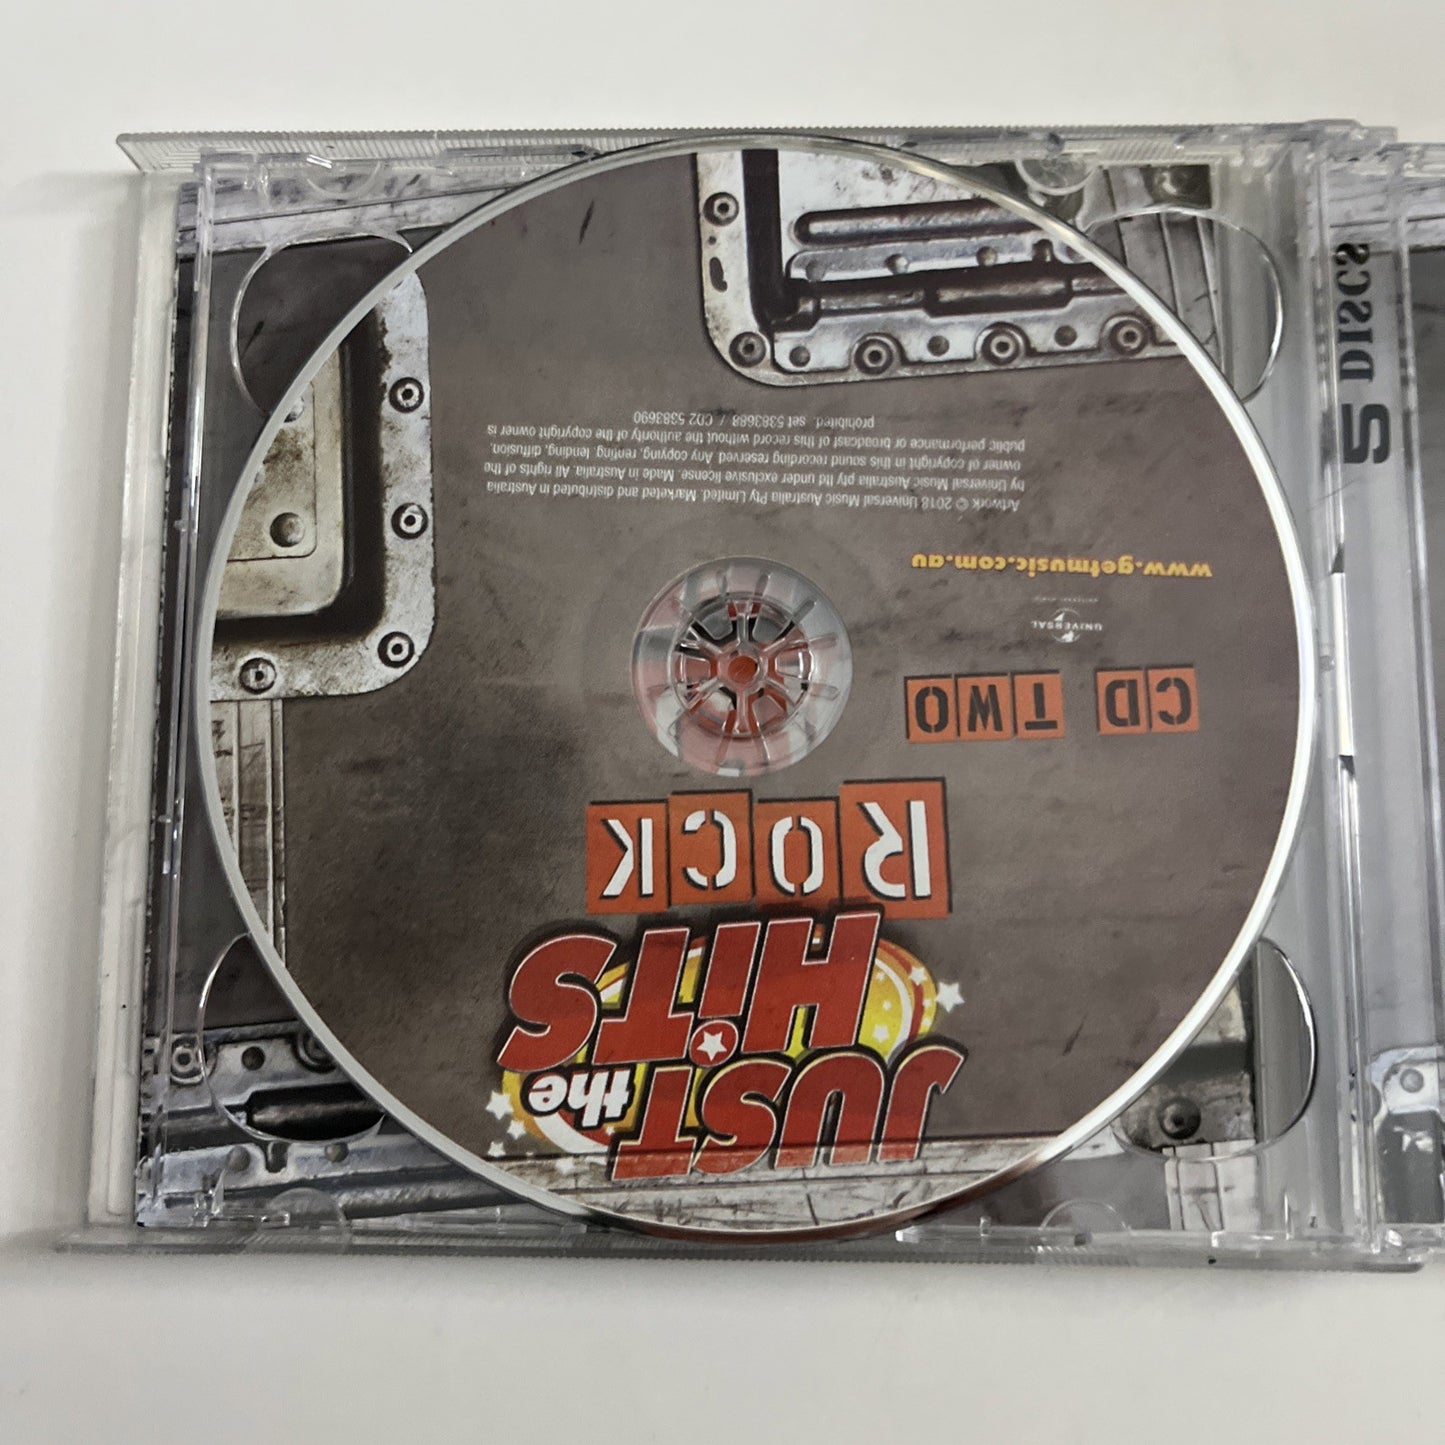 JUST
the
HiTS
ROCK
CD TWO
UNIVERSAL
www.getmusic.com.au
Artwork © 2018 Universal Music Australia Pty Limited. Marketed and distributed in Australia
by Universal Music Australia pty ltd under exclusive license. Made in Australia. All rights of the
owner of copyright in this sound recording reserved. Any copying, renting, lending, diffusion,
public performance or broadcast of this record without the authority of the copyright owner is
prohibited. set 5383688 / CD2 5383690
2 DISCS